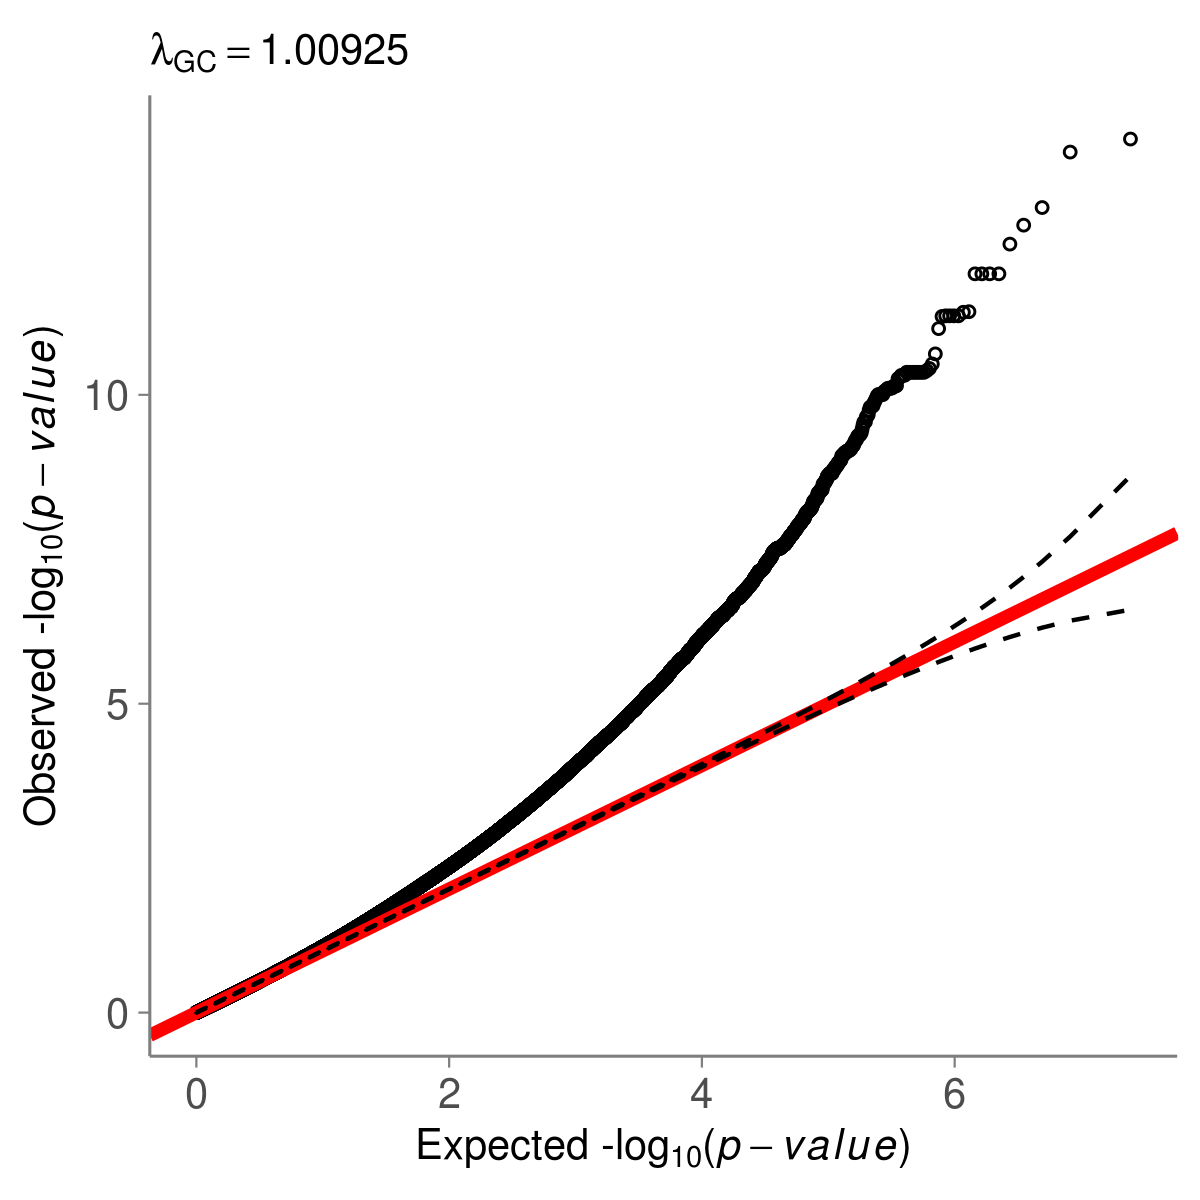 λGC = 1.00925
Observed -log10(p − value)
10
5
0
0 2 4 6
Expected -log10(p − value)